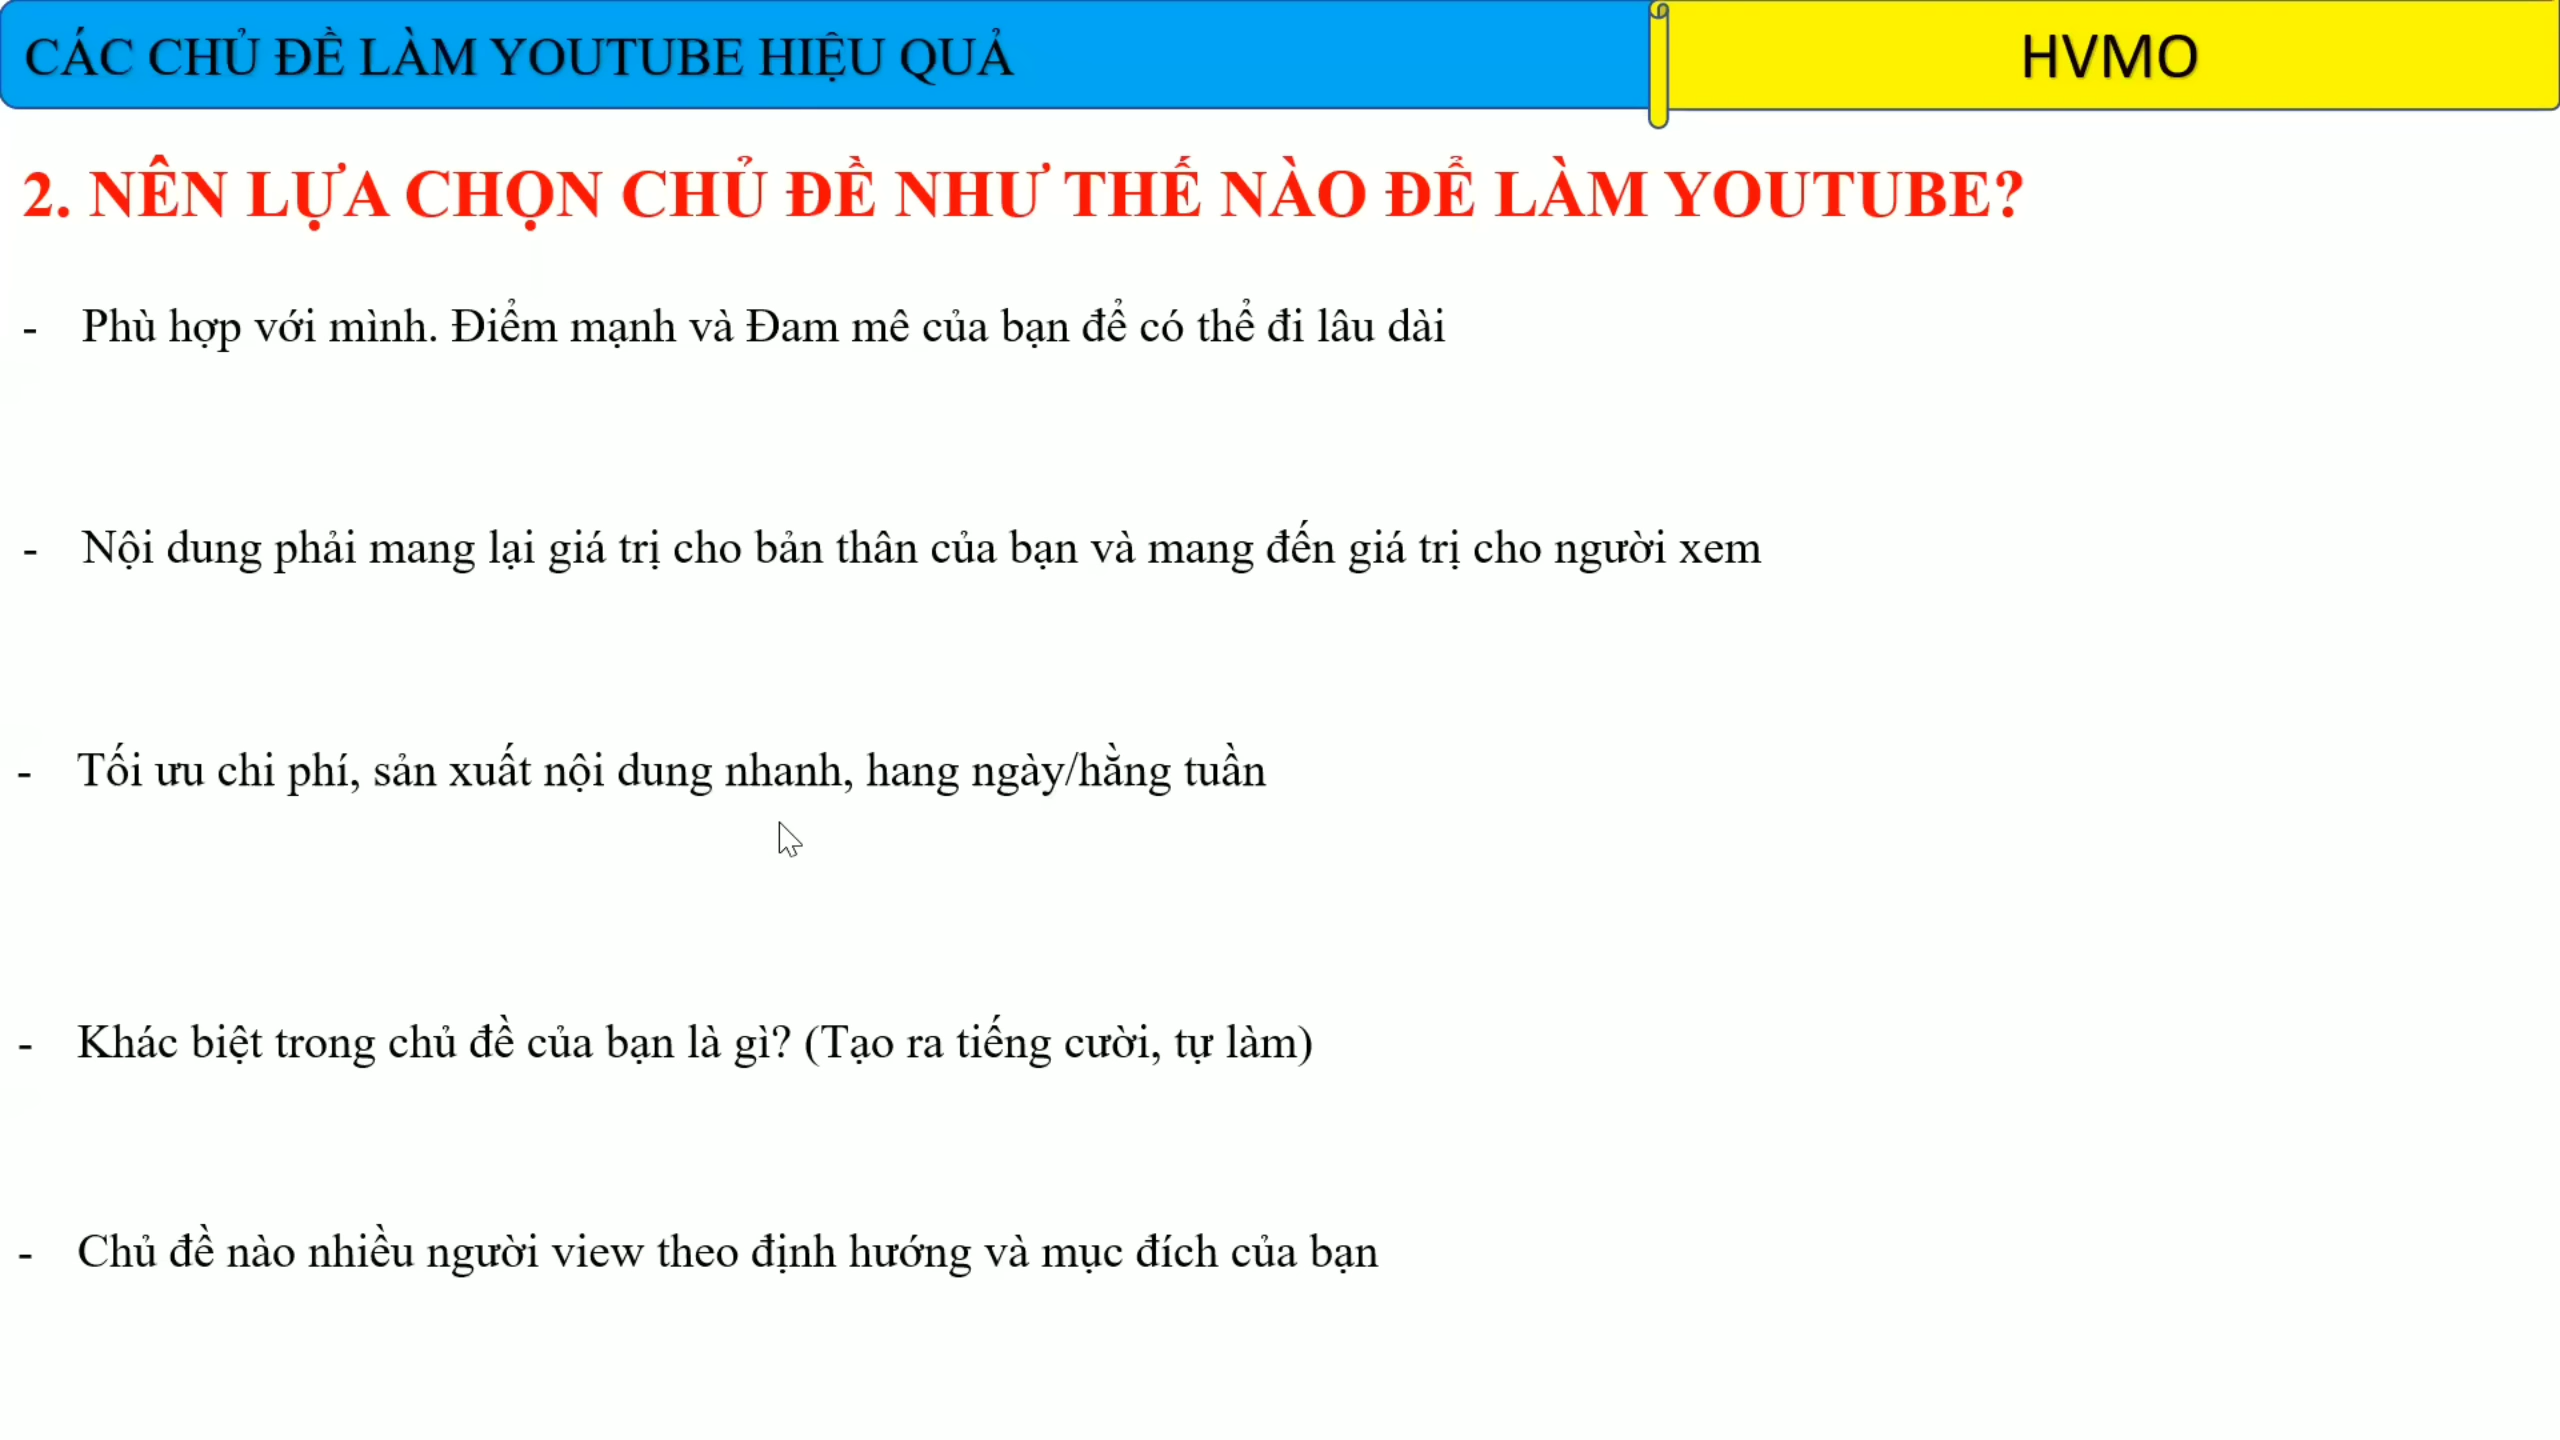 CÁC CHỦ ĐỀ LÀM YOUTUBE HIỆU QUẢ
HVMO
2. NÊN LỰA CHỌN CHỦ ĐỀ NHƯ THẾ NÀO ĐỂ LÀM YOUTUBE?
- Phù hợp với mình. Điểm mạnh và Đam mê của bạn để có thể đi lâu dài
- Nội dung phải mang lại giá trị cho bản thân của bạn và mang đến giá trị cho người xem
- Tối ưu chi phí, sản xuất nội dung nhanh, hang ngày/hằng tuần
- Khác biệt trong chủ đề của bạn là gì? (Tạo ra tiếng cười, tự làm)
- Chủ đề nào nhiều người view theo định hướng và mục đích của bạn